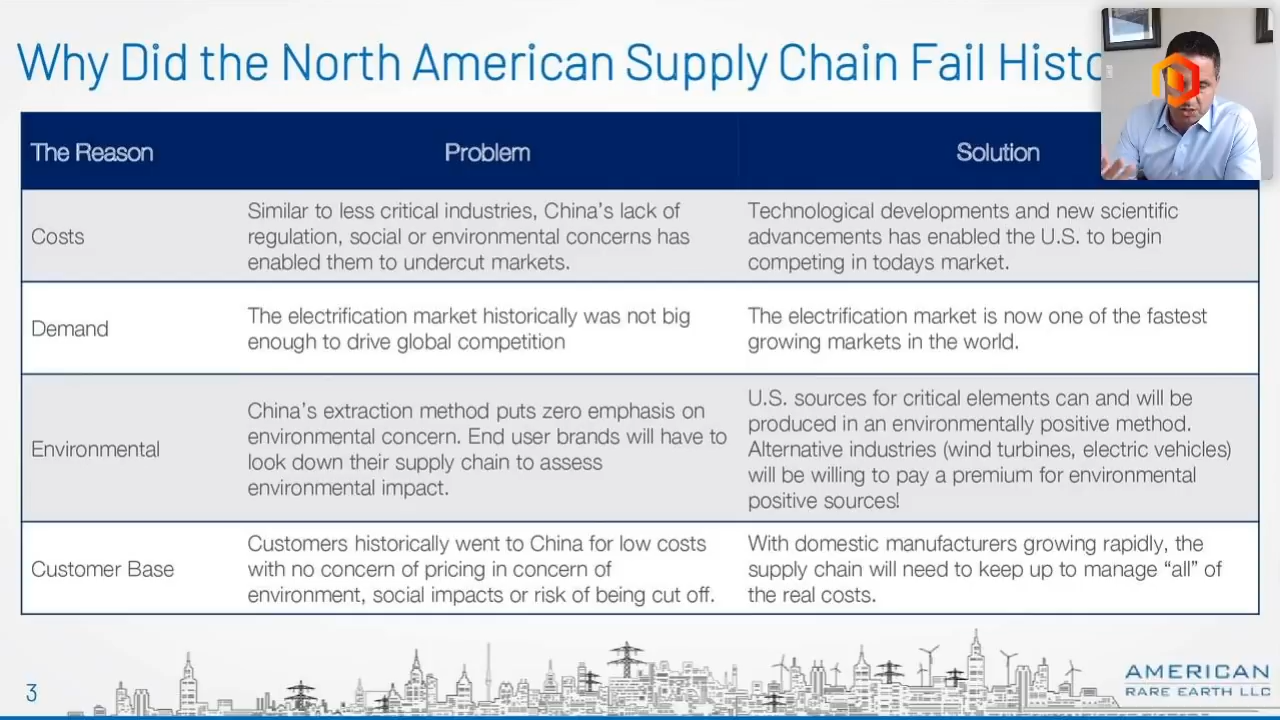 Why Did the North American Supply Chain Fail
The Reason
Problem
Solution
Costs
Similar to less critical industries, China's lack of
regulation, social or environmental concerns has
enabled them to undercut markets.
Technological developments and new scientific
advancements has enabled the U.S. to begin
competing in todays market.
Demand
The electrification market historically was not big
enough to drive global competition
The electrification market is now one of the fastest
growing markets in the world.
Environmental
China's extraction method puts zero emphasis on
environmental concern. End user brands will have to
look down their supply chain to assess
environmental impact.
U.S. sources for critical elements can and will be
produced in an environmentally positive method.
Alternative industries (wind turbines, electric vehicles)
will be willing to pay a premium for environmental
positive sources!
Customer Base
Customers historically went to China for low costs
with no concern of pricing in concern of
environment, social impacts or risk of being cut off.
With domestic manufacturers growing rapidly, the
supply chain will need to keep up to manage “all” of
the real costs.
3
AMERICAN
RARE EARTH LLC